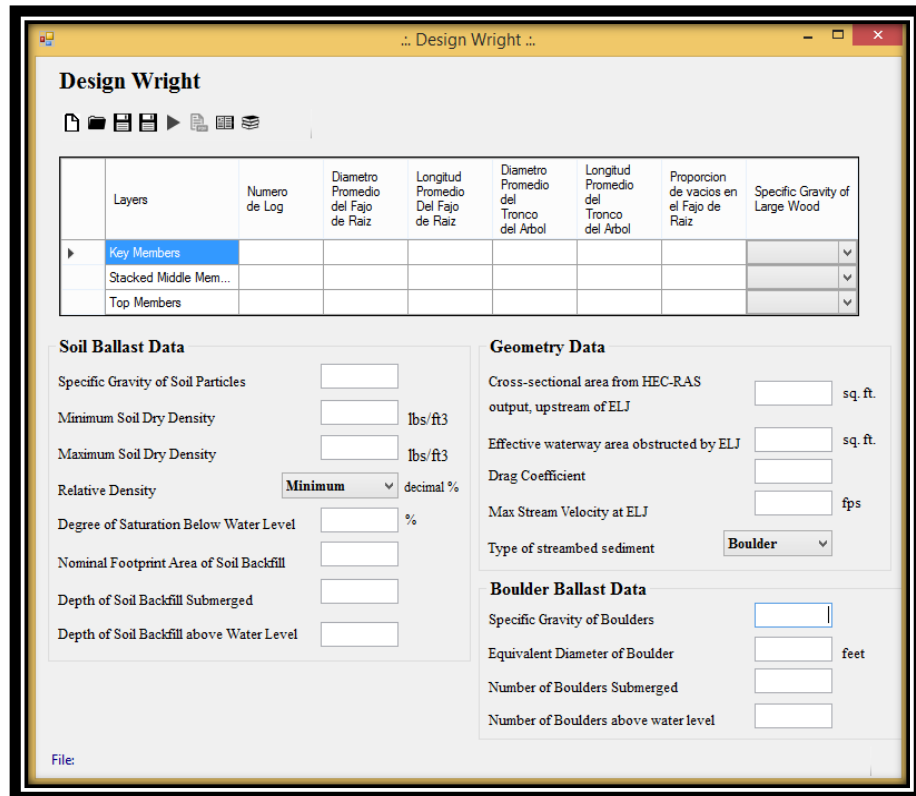 .:. Design Wright .:.
Design Wright
Layers
Numero
de Log
Diametro
Promedio
del Fajo
de Raiz
Longitud
Promedio
Del Fajo
de Raiz
Diametro
Promedio
del
Tronco
del Arbol
Longitud
Promedio
del
Tronco
del Arbol
Proporcion
de vacios en
el Fajo de
Raiz
Specific Gravity of
Large Wood
Key Members
Stacked Middle Mem...
Top Members
Soil Ballast Data
Specific Gravity of Soil Particles
Minimum Soil Dry Density lbs/ft3
Maximum Soil Dry Density lbs/ft3
Relative Density Minimum decimal %
Degree of Saturation Below Water Level %
Nominal Footprint Area of Soil Backfill
Depth of Soil Backfill Submerged
Depth of Soil Backfill above Water Level
Geometry Data
Cross-sectional area from HEC-RAS
output, upstream of ELJ sq. ft.
Effective waterway area obstructed by ELJ sq. ft.
Drag Coefficient
Max Stream Velocity at ELJ fps
Type of streambed sediment Boulder
Boulder Ballast Data
Specific Gravity of Boulders
Equivalent Diameter of Boulder feet
Number of Boulders Submerged
Number of Boulders above water level
File: